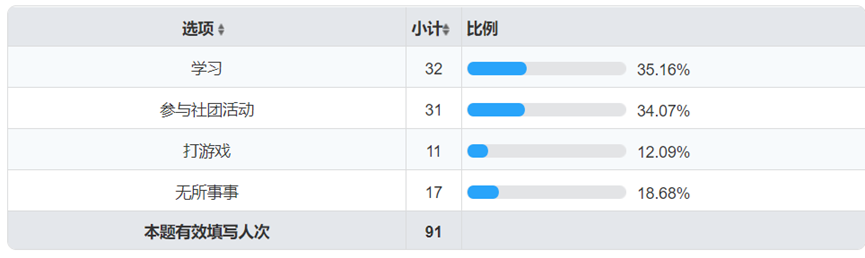 选项 小计 比例
学习 32 35.16%
参与社团活动 31 34.07%
打游戏 11 12.09%
无所事事 17 18.68%
本题有效填写人次 91